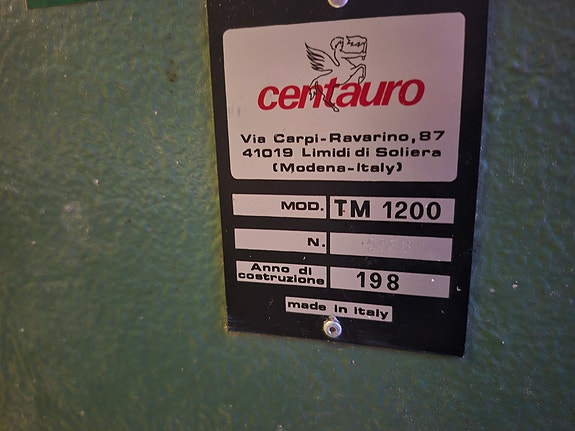 centauro
Via Carpi-Ravarino, 87
41019 Limidi di Soliera
(Modena-Italy)
MOD. TM 1200
N.
Anno di
costruzione 198
made in italy